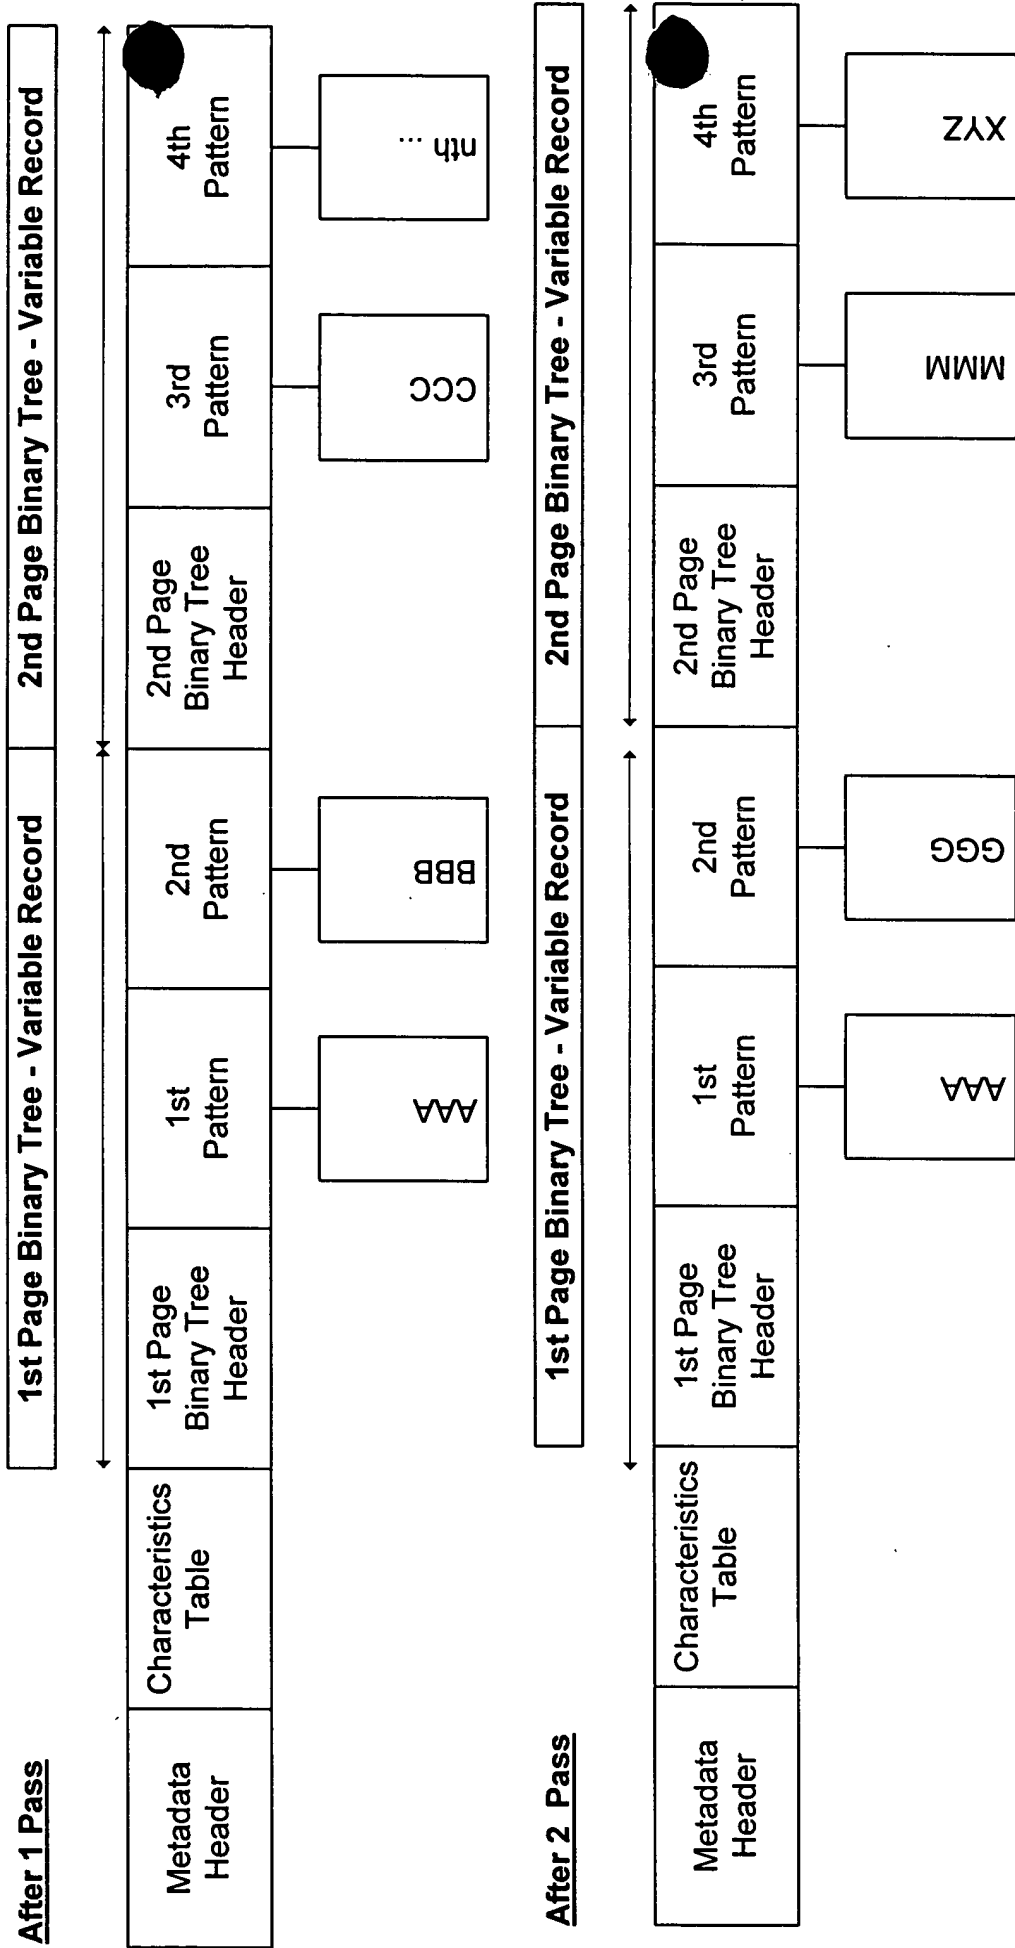 After 1 Pass
1st Page Binary Tree - Variable Record
2nd Page Binary Tree - Variable Record
Metadata
Header
Characteristics
Table
1st Page
Binary Tree
Header
1st
Pattern
2nd
Pattern
2nd Page
Binary Tree
Header
3rd
Pattern
4th
Pattern
AAA
BBB
CCC
nth ...
After 2 Pass
1st Page Binary Tree - Variable Record
2nd Page Binary Tree - Variable Record
Metadata
Header
Characteristics
Table
1st Page
Binary Tree
Header
1st
Pattern
2nd
Pattern
2nd Page
Binary Tree
Header
3rd
Pattern
4th
Pattern
AAA
GGG
MMM
XYZ